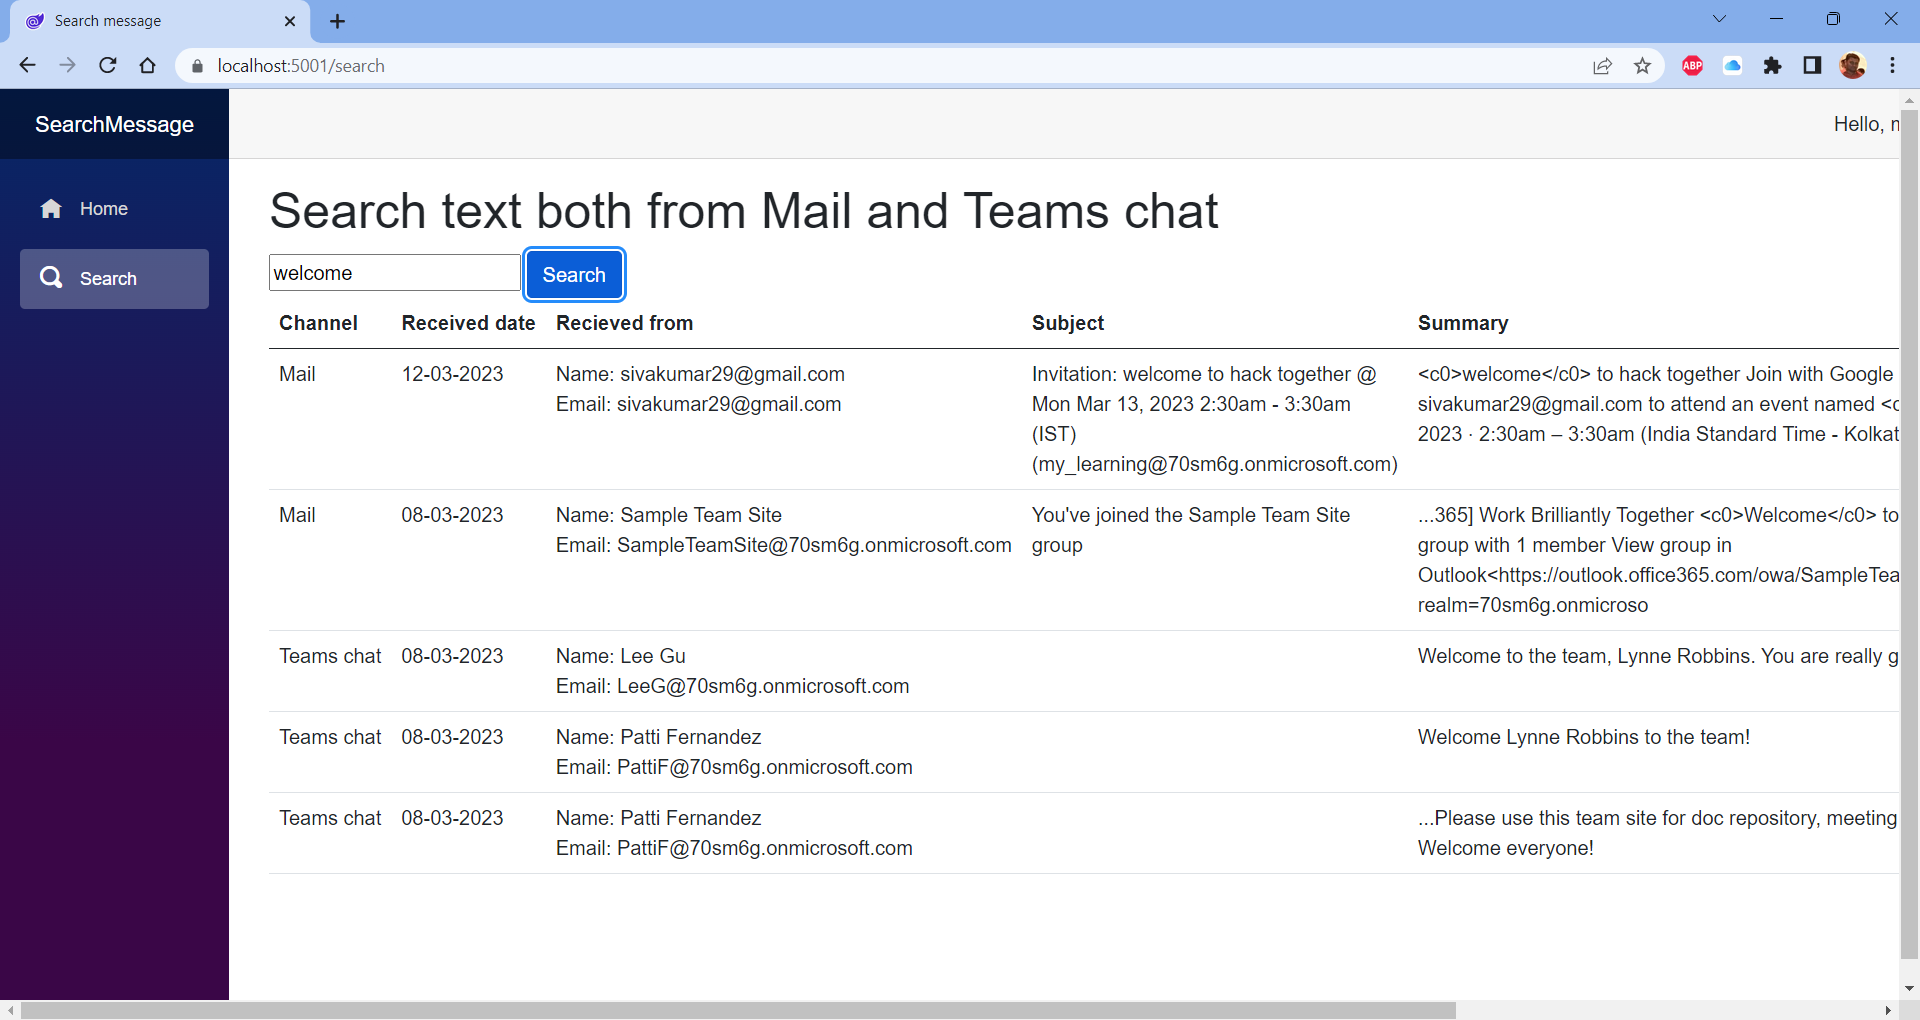 Search message
localhost:5001/search
ABP
SearchMessage
Hello,
Home
Search
Search text both from Mail and Teams chat
welcome Search
Channel Received date Recieved from Subject Summary
Mail 12-03-2023 Name: sivakumar29@gmail.com Invitation: welcome to hack together @ <c0>welcome</c0> to hack together Join with Google
Email: sivakumar29@gmail.com Mon Mar 13, 2023 2:30am - 3:30am sivakumar29@gmail.com to attend an event named <c
(IST) 2023 · 2:30am – 3:30am (India Standard Time - Kolkat
(my_learning@70sm6g.onmicrosoft.com)
Mail 08-03-2023 Name: Sample Team Site You've joined the Sample Team Site ...365] Work Brilliantly Together <c0>Welcome</c0> to
Email: SampleTeamSite@70sm6g.onmicrosoft.com group group with 1 member View group in
Outlook<https://outlook.office365.com/owa/SampleTea
realm=70sm6g.onmicroso
Teams chat 08-03-2023 Name: Lee Gu Welcome to the team, Lynne Robbins. You are really g
Email: LeeG@70sm6g.onmicrosoft.com
Teams chat 08-03-2023 Name: Patti Fernandez Welcome Lynne Robbins to the team!
Email: PattiF@70sm6g.onmicrosoft.com
Teams chat 08-03-2023 Name: Patti Fernandez ...Please use this team site for doc repository, meeting
Email: PattiF@70sm6g.onmicrosoft.com Welcome everyone!